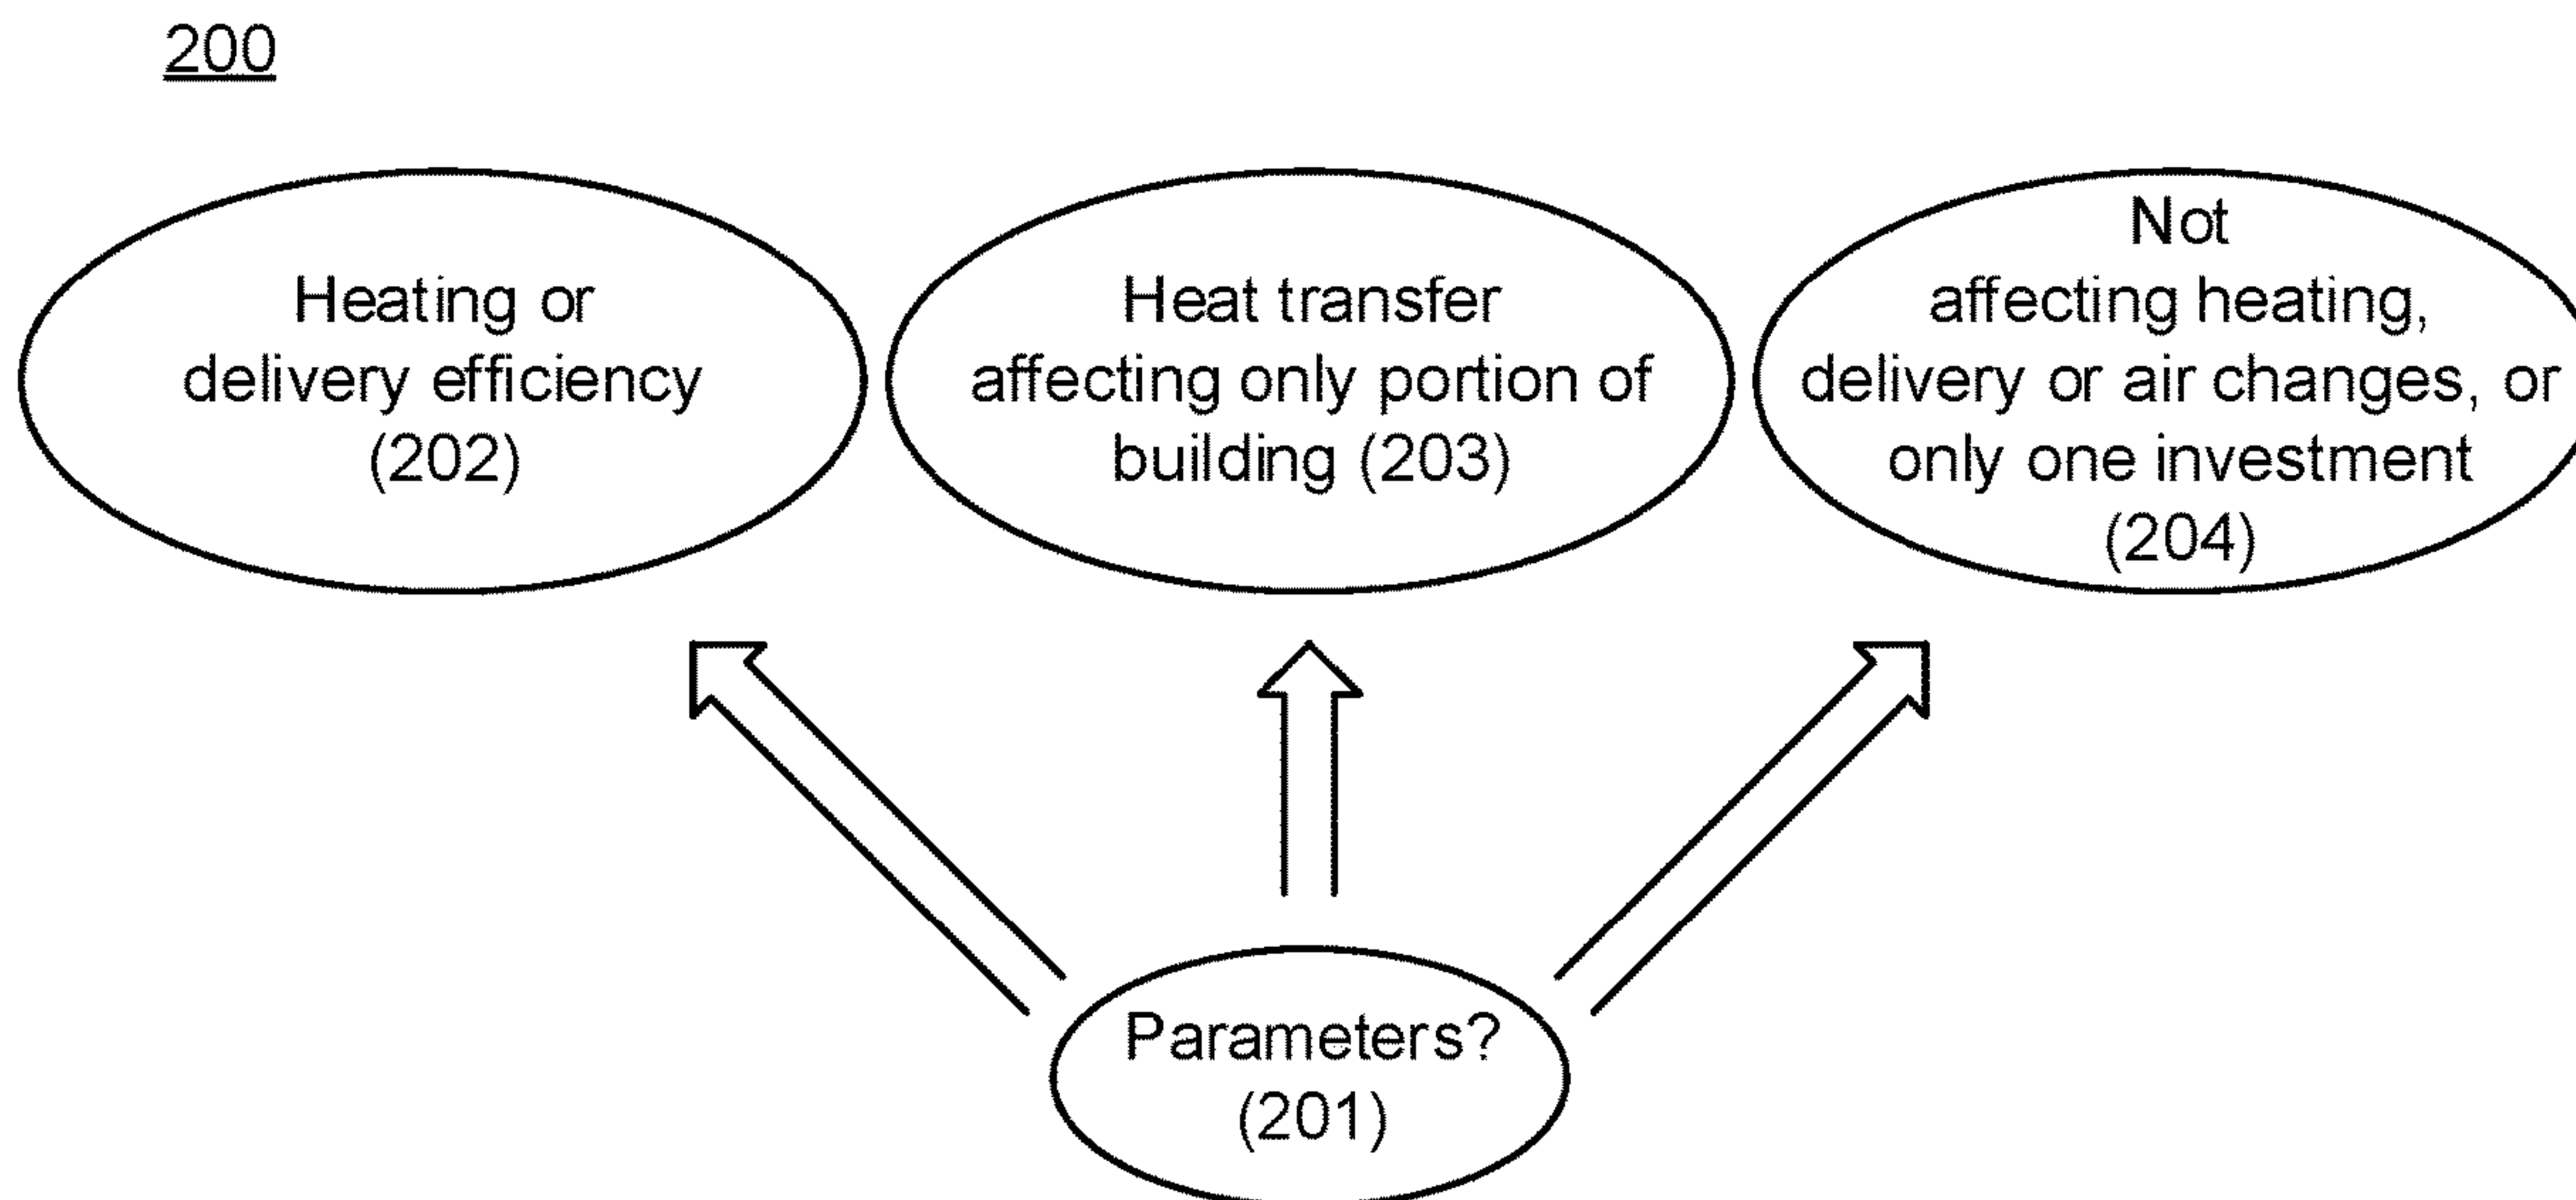 200
Heating or
delivery efficiency
(202)
Heat transfer
affecting only portion of
building (203)
Not
affecting heating,
delivery or air changes, or
only one investment
(204)
Parameters?
(201)